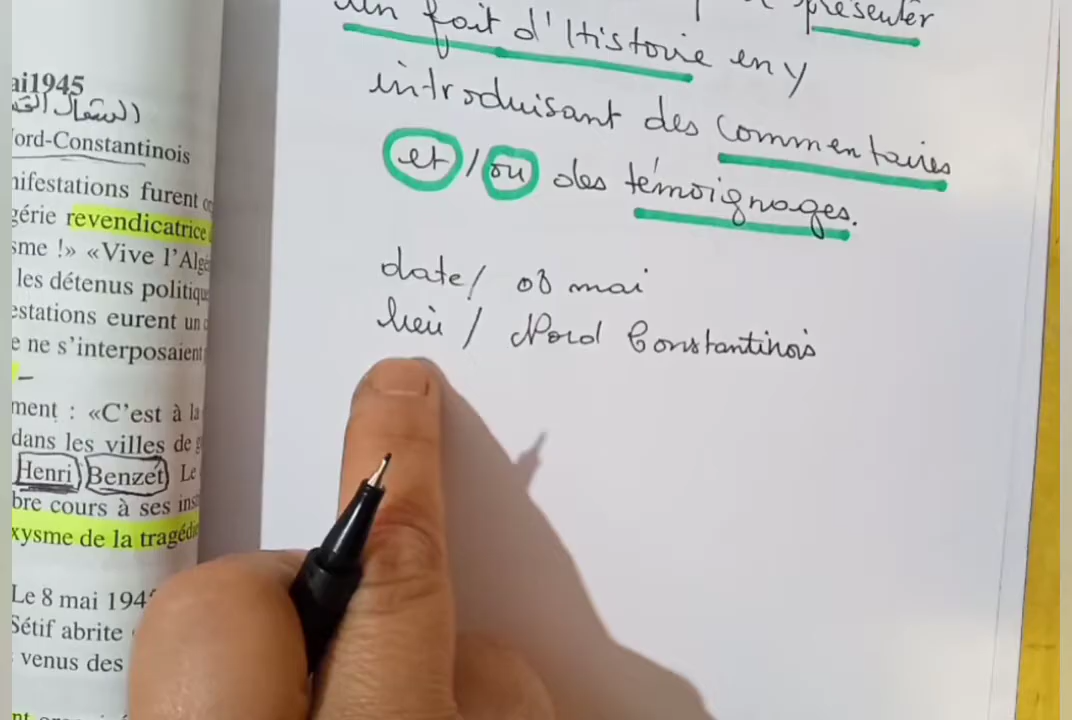 ai1945
ord-Constantinois
nifestations furent
gérie revendicatrice
sme !» «Vive l'Algé
les détenus politiqu
estations eurent un
e ne s'interposaient
ment : «C'est à la
dans les villes de
Henri Benzet Le
bre cours à ses ins
xysme de la tragédi
Le 8 mai 194
Sétif abrite
venus des
présenter
un fait d'Histoire en y
introduisant des commentaires
et / ou des témoignages.
date / 08 mai
lieu / Nord Constantinois